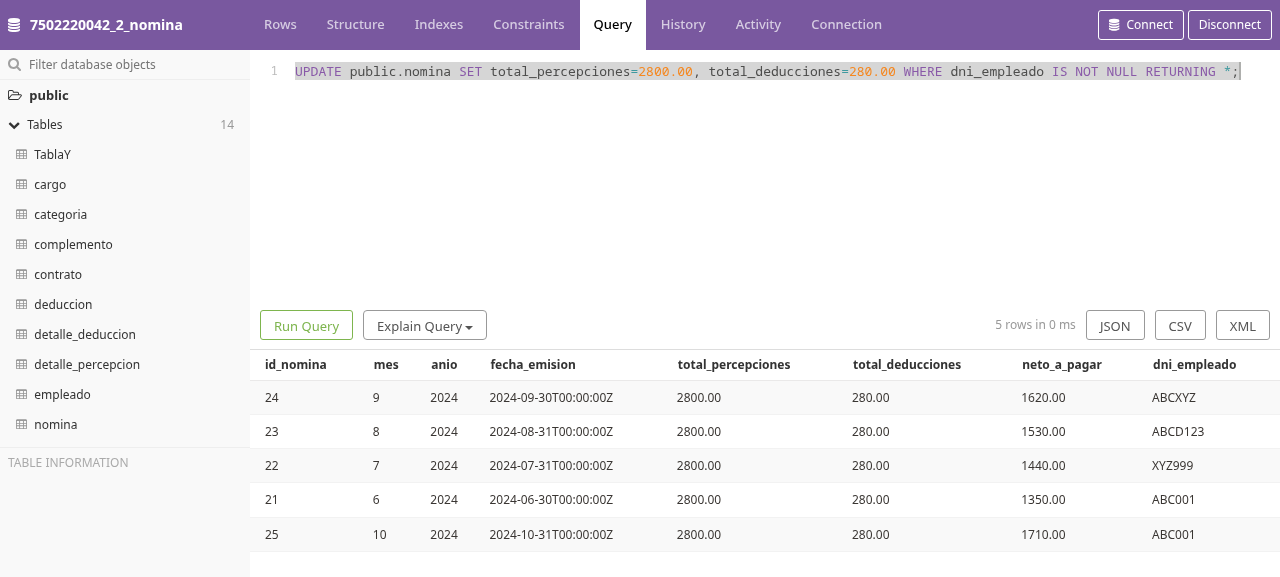 7502220042_2_nomina
Rows Structure Indexes Constraints Query History Activity Connection Connect Disconnect
Filter database objects
public
Tables 14
TablaY
cargo
categoria
complemento
contrato
deduccion
detalle_deduccion
detalle_percepcion
empleado
nomina
TABLE INFORMATION
1 UPDATE public.nomina SET total_percepciones=2800.00, total_deducciones=280.00 WHERE dni_empleado IS NOT NULL RETURNING *;
Run Query Explain Query 5 rows in 0 ms JSON CSV XML
id_nomina mes anio fecha_emision total_percepciones total_deducciones neto_a_pagar dni_empleado
24 9 2024 2024-09-30T00:00:00Z 2800.00 280.00 1620.00 ABCXYZ
23 8 2024 2024-08-31T00:00:00Z 2800.00 280.00 1530.00 ABCD123
22 7 2024 2024-07-31T00:00:00Z 2800.00 280.00 1440.00 XYZ999
21 6 2024 2024-06-30T00:00:00Z 2800.00 280.00 1350.00 ABC001
25 10 2024 2024-10-31T00:00:00Z 2800.00 280.00 1710.00 ABC001